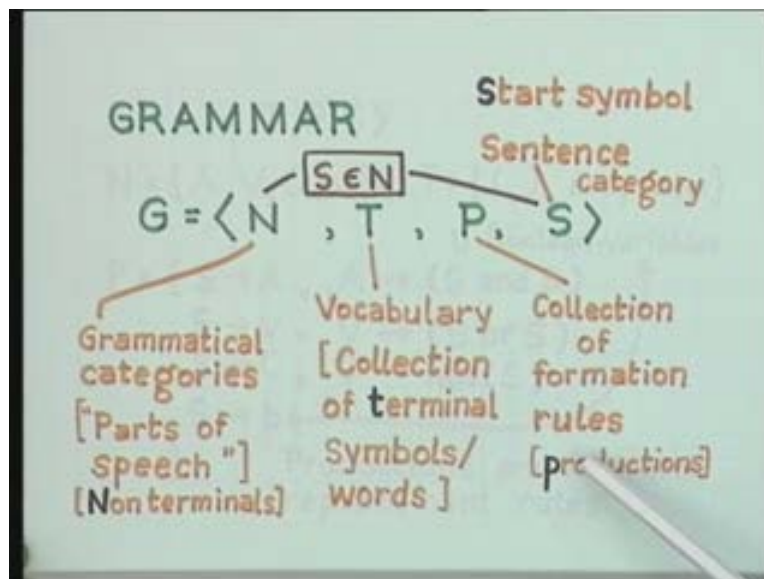 GRAMMAR
Start symbol
Sentence
category
S ∈ N
G = ⟨N , T , P, S⟩
Grammatical
categories
["Parts of
speech"]
[Nonterminals]
Vocabulary
[Collection
of terminal
Symbols/
words ]
Collection
of
formation
rules
[productions]